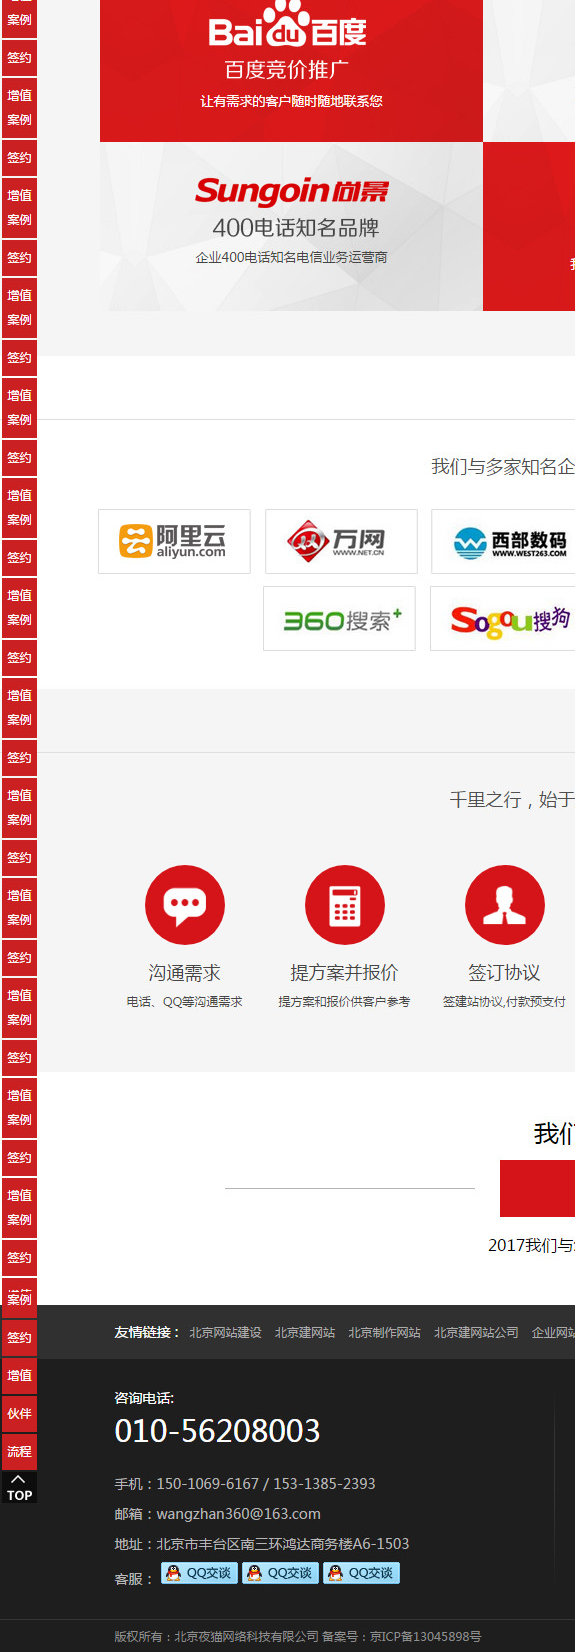 案例
签约
增值
案例
签约
增值
案例
签约
增值
案例
签约
增值
案例
签约
增值
案例
签约
增值
案例
签约
增值
案例
签约
增值
案例
签约
增值
案例
签约
增值
案例
签约
增值
案例
签约
增值
案例
签约
增值
案例
签约
案例
签约
增值
伙伴
流程
TOP
Bai du 百度
百度竞价推广
让有需求的客户随时随地联系您
Sungoin 尚景
400电话知名品牌
企业400电话知名电信业务运营商
我们与多家知名企
阿里云
aliyun.com
万网
WWW.NET.CN
西部数码
WWW.WEST263.COM
360搜索+
Sogou搜狗
千里之行，始于
沟通需求
电话、QQ等沟通需求
提方案并报价
提方案和报价供客户参考
签订协议
签建站协议,付款预支付
我们
2017我们与
友情链接： 北京网站建设 北京建网站 北京制作网站 北京建网站公司 企业网站
咨询电话:
010-56208003
手机：150-1069-6167 / 153-1385-2393
邮箱：wangzhan360@163.com
地址：北京市丰台区南三环鸿达商务楼A6-1503
客服： QQ交谈 QQ交谈 QQ交谈
版权所有：北京夜猫网络科技有限公司 备案号：京ICP备13045898号